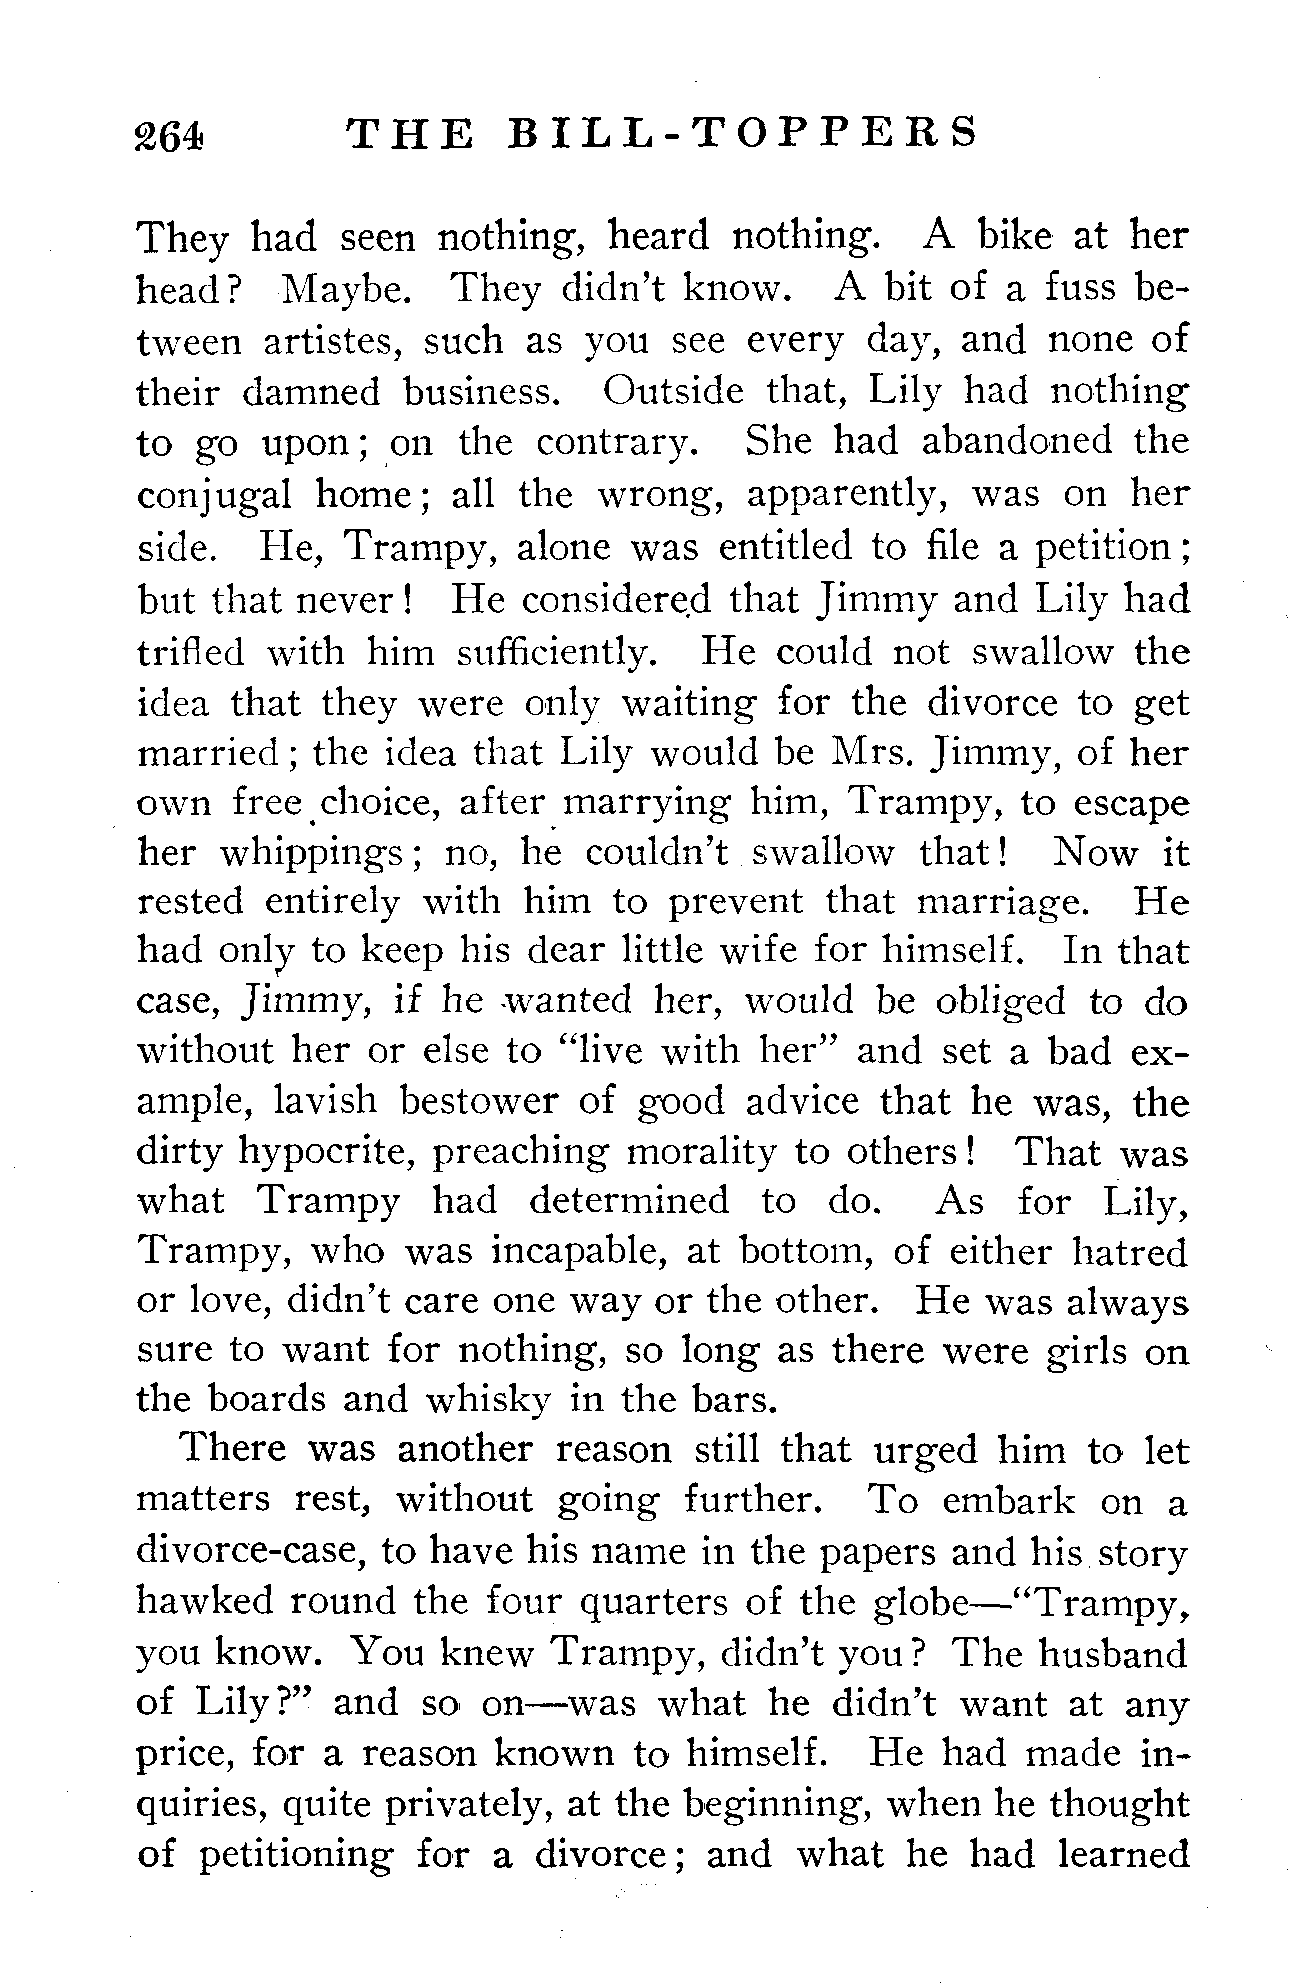 264 THE BILL-TOPPERS
They had seen nothing, heard nothing. A bike at her
head? Maybe. They didn't know. A bit of a fuss be-
tween artistes, such as you see every day, and none of
their damned business. Outside that, Lily had nothing
to go upon; on the contrary. She had abandoned the
conjugal home; all the wrong, apparently, was on her
side. He, Trampy, alone was entitled to file a petition;
but that never! He considered that Jimmy and Lily had
trifled with him sufficiently. He could not swallow the
idea that they were only waiting for the divorce to get
married; the idea that Lily would be Mrs. Jimmy, of her
own free choice, after marrying him, Trampy, to escape
her whippings; no, he couldn't swallow that! Now it
rested entirely with him to prevent that marriage. He
had only to keep his dear little wife for himself. In that
case, Jimmy, if he wanted her, would be obliged to do
without her or else to "live with her" and set a bad ex-
ample, lavish bestower of good advice that he was, the
dirty hypocrite, preaching morality to others! That was
what Trampy had determined to do. As for Lily,
Trampy, who was incapable, at bottom, of either hatred
or love, didn't care one way or the other. He was always
sure to want for nothing, so long as there were girls on
the boards and whisky in the bars.
There was another reason still that urged him to let
matters rest, without going further. To embark on a
divorce-case, to have his name in the papers and his story
hawked round the four quarters of the globe—"Trampy,
you know. You knew Trampy, didn't you? The husband
of Lily?" and so on—was what he didn't want at any
price, for a reason known to himself. He had made in-
quiries, quite privately, at the beginning, when he thought
of petitioning for a divorce; and what he had learned